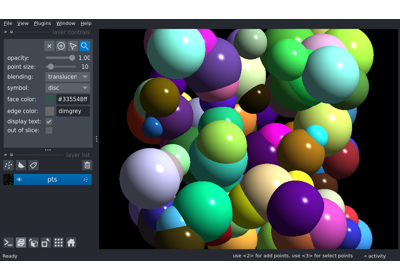 File View Plugins Window Help
layer controls
opacity: 1.00
point size: 10
blending: translucen
symbol: disc
face color: #335548ff
edge color: dimgrey
display text:
out of slice:
layer list
pts
Ready use <2> for add points, use <3> for select points activity